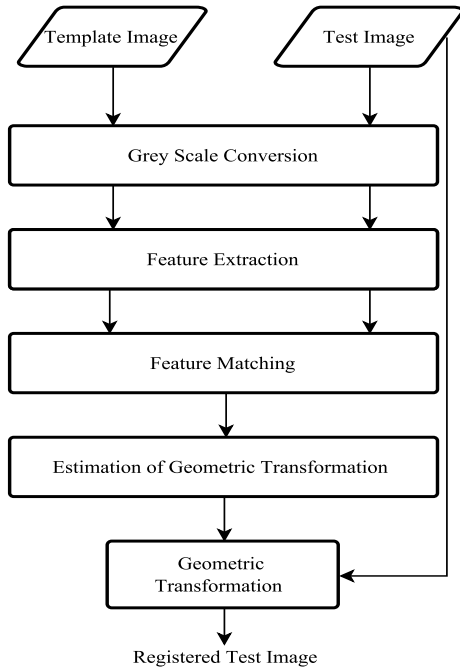 Template Image
Test Image
Grey Scale Conversion
Feature Extraction
Feature Matching
Estimation of Geometric Transformation
Geometric
Transformation
Registered Test Image